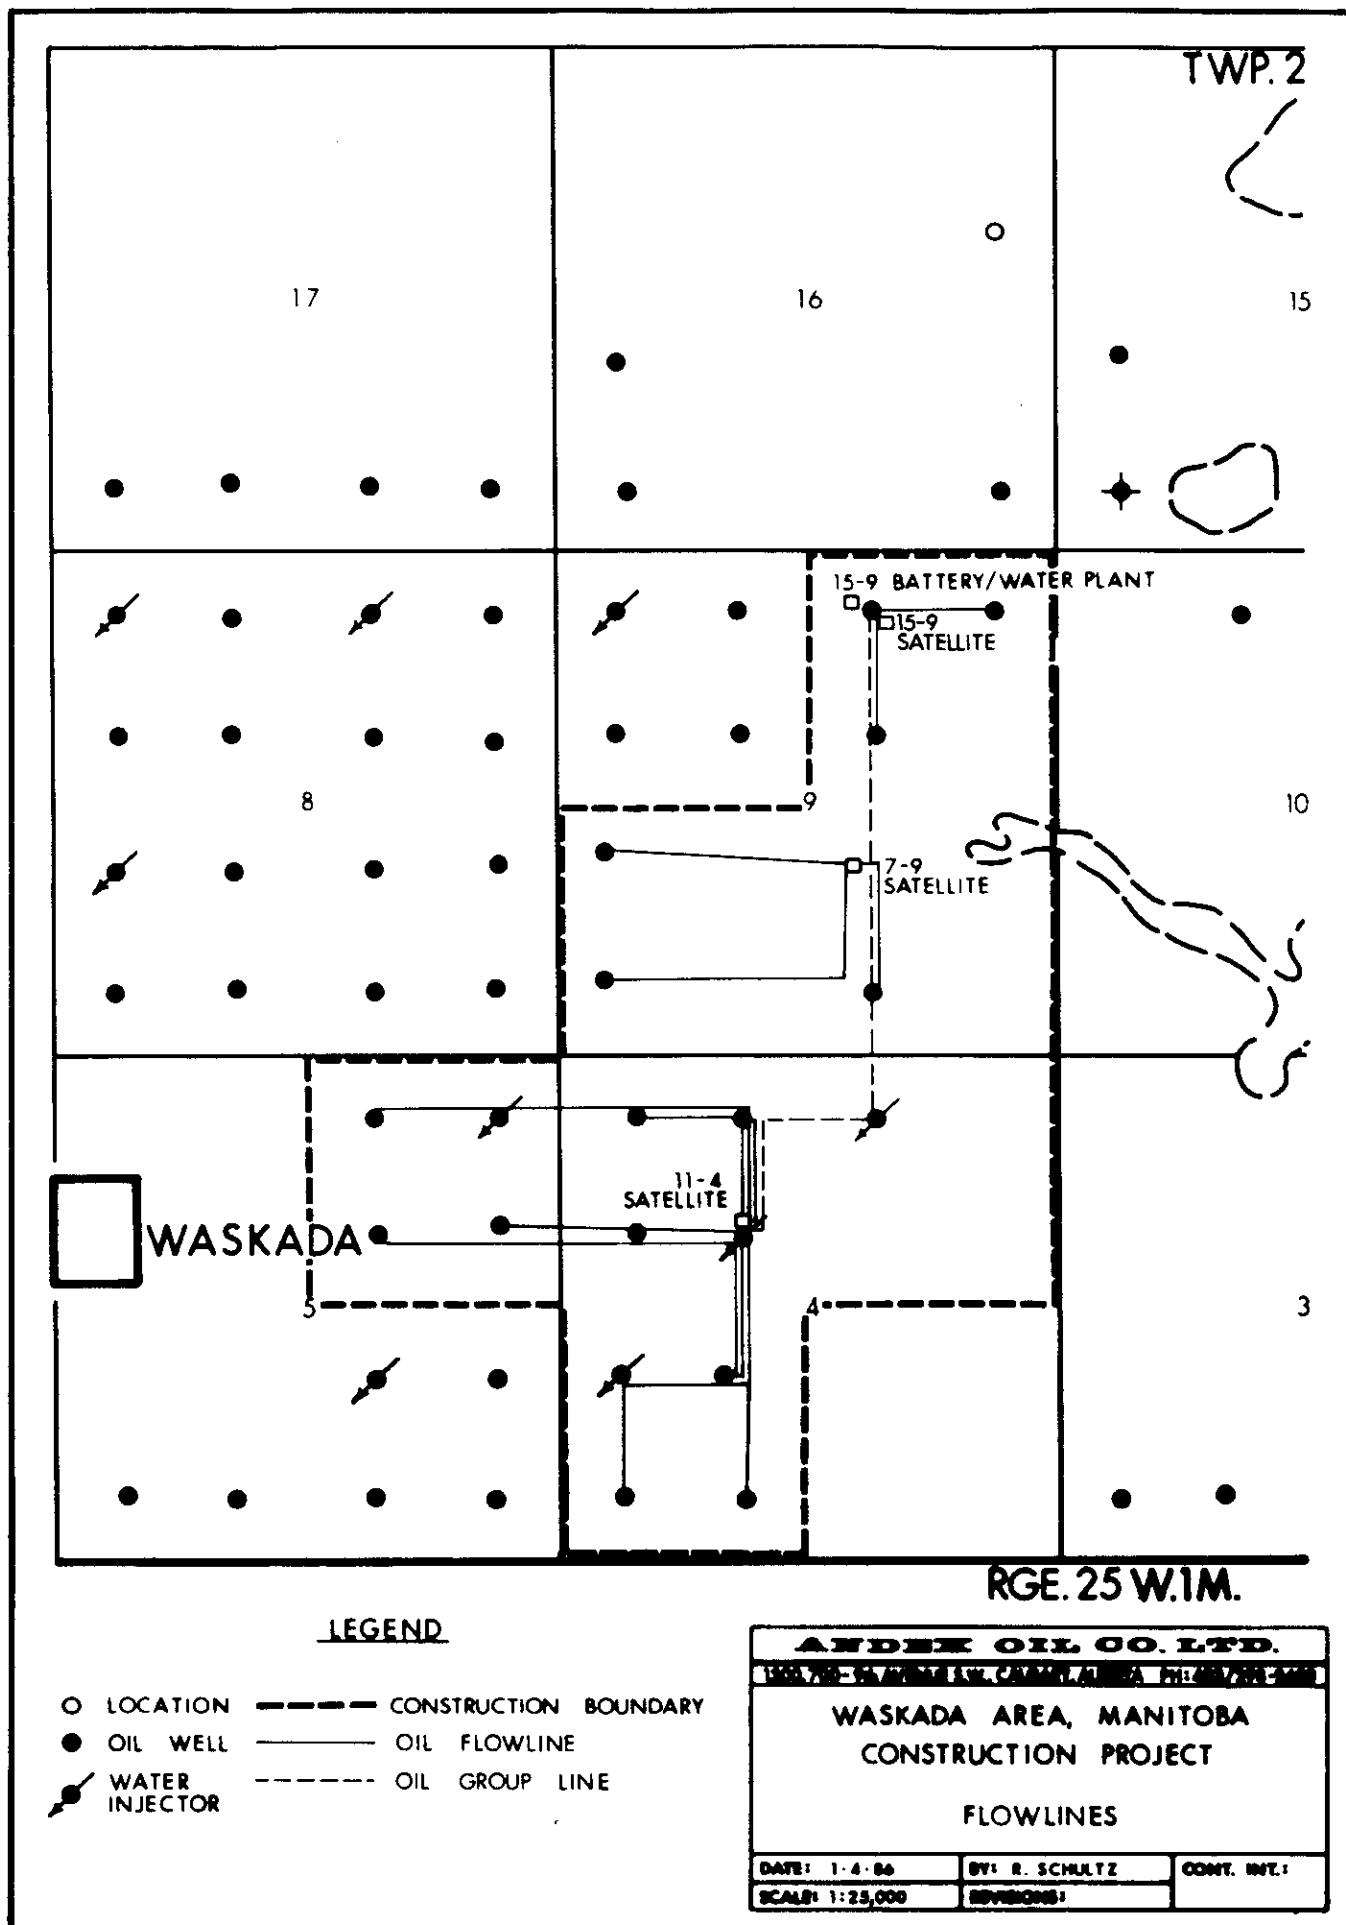 TWP. 2
17
16
15
15-9 BATTERY/WATER PLANT
15-9
SATELLITE
8
9
10
7-9
SATELLITE
11-4
SATELLITE
WASKADA
5
4
3
RGE. 25 W.1M.
LEGEND
LOCATION
CONSTRUCTION BOUNDARY
OIL WELL
OIL FLOWLINE
WATER
INJECTOR
OIL GROUP LINE
ANDEX OIL CO. LTD.
WASKADA AREA, MANITOBA
CONSTRUCTION PROJECT
FLOWLINES
DATE: 1·4·86
BY: R. SCHULTZ
CONT. INT.:
SCALE: 1:25,000
REVISIONS: